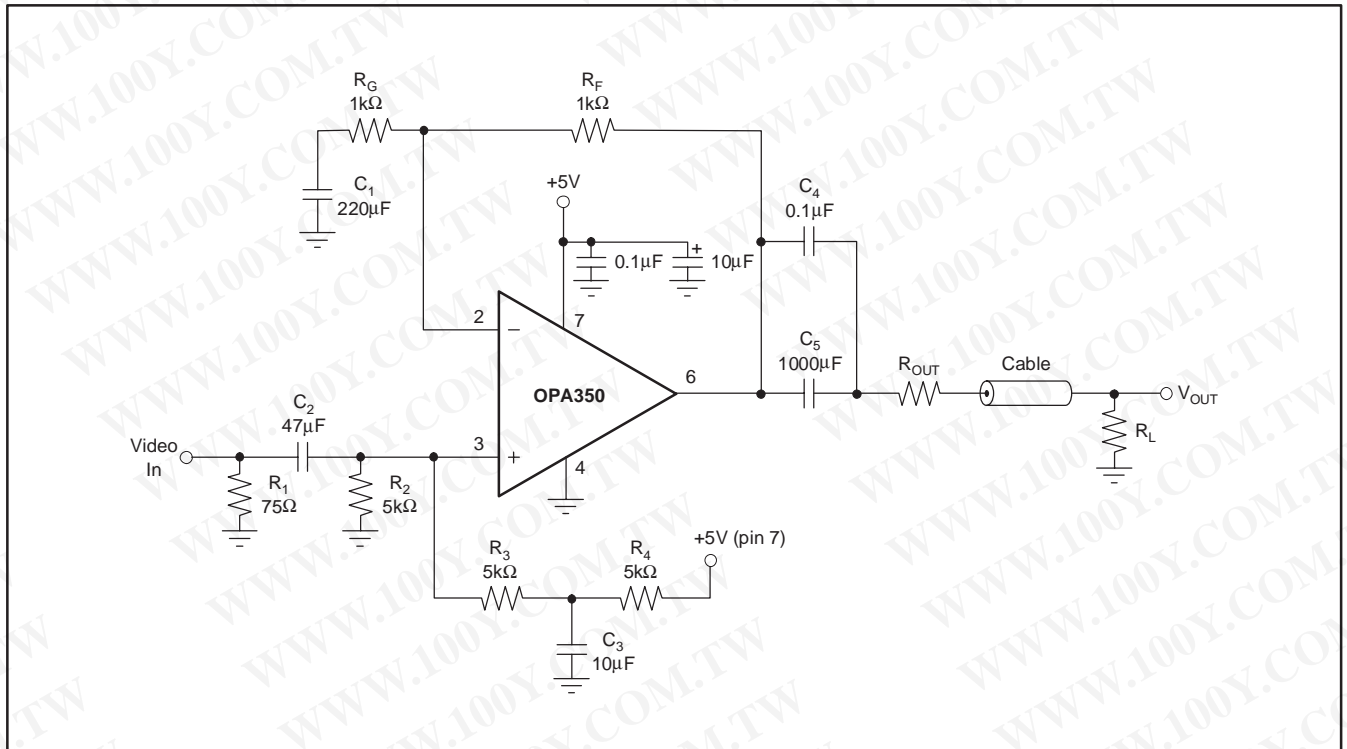 R_G
1kΩ
R_F
1kΩ
C_1
220μF
+5V
C_4
0.1μF
0.1μF
+
10μF
2
−
7
C_5
1000μF
R_OUT
Cable
6
V_OUT
OPA350
R_L
C_2
47μF
Video
In
3
+
4
R_1
75Ω
R_2
5kΩ
+5V (pin 7)
R_3
5kΩ
R_4
5kΩ
C_3
10μF
WWW.100Y.COM.TW